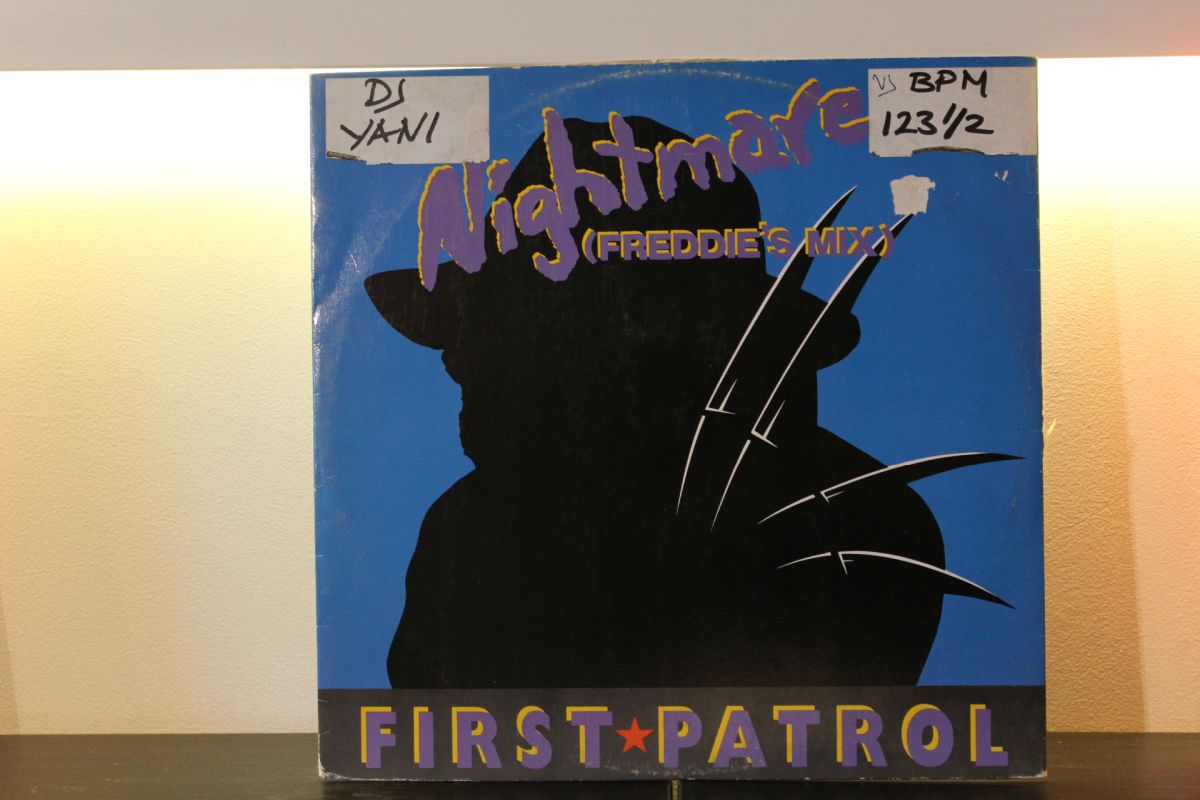 DJ
YANI
VS BPM
123 1/2
Nightmare
(FREDDIE'S MIX)
FIRST★PATROL